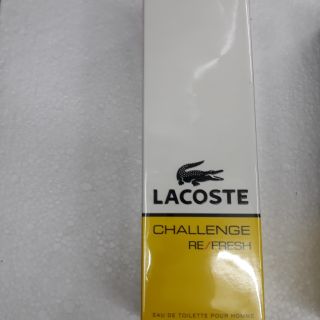 LACOSTE
CHALLENGE
RE/FRESH
EAU DE TOILETTE POUR HOMME